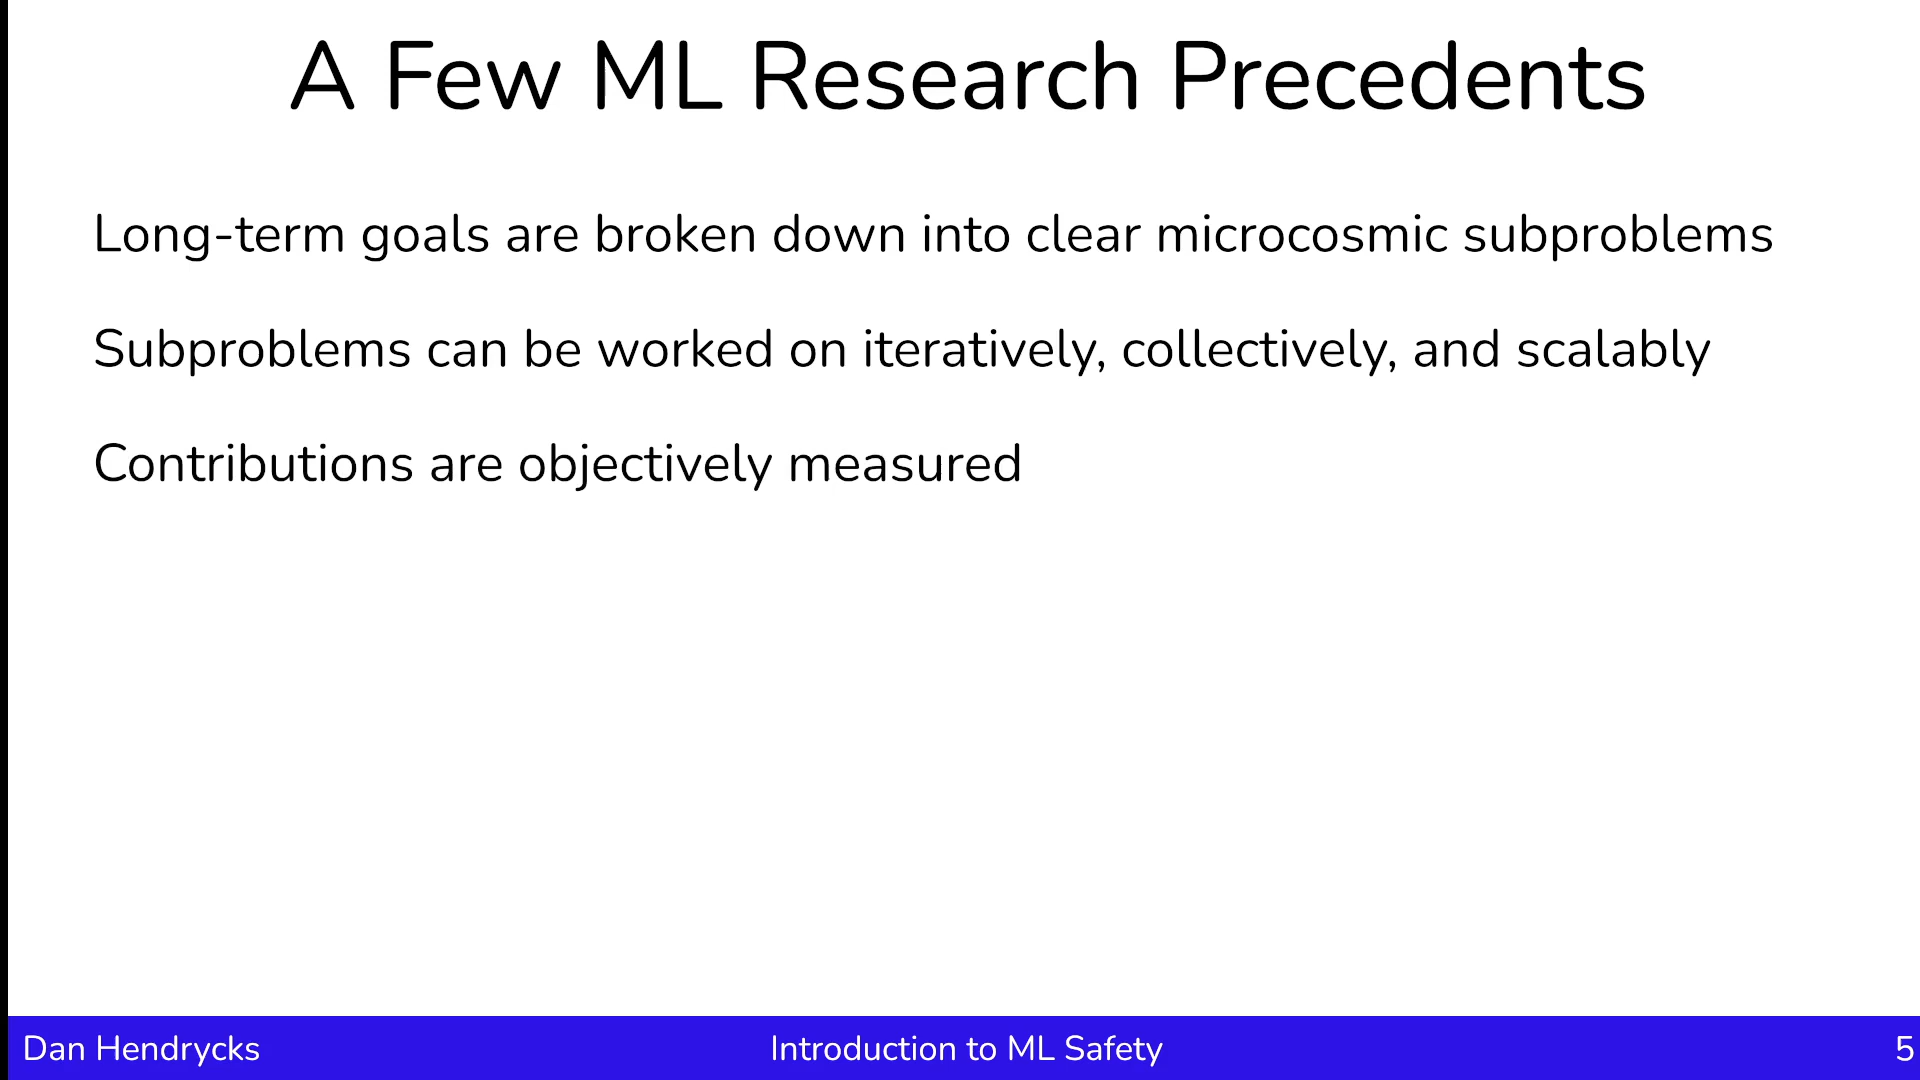 A Few ML Research Precedents
Long-term goals are broken down into clear microcosmic subproblems
Subproblems can be worked on iteratively, collectively, and scalably
Contributions are objectively measured
Dan Hendrycks
Introduction to ML Safety
5